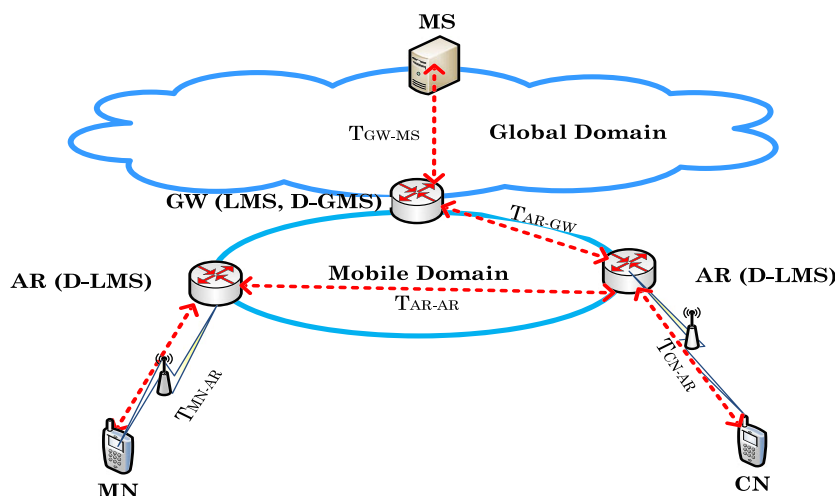 MS
TGW-MS
Global Domain
GW (LMS, D-GMS)
TAR-GW
AR (D-LMS)
Mobile Domain
AR (D-LMS)
TAR-AR
TMN-AR
TCN-AR
MN
CN